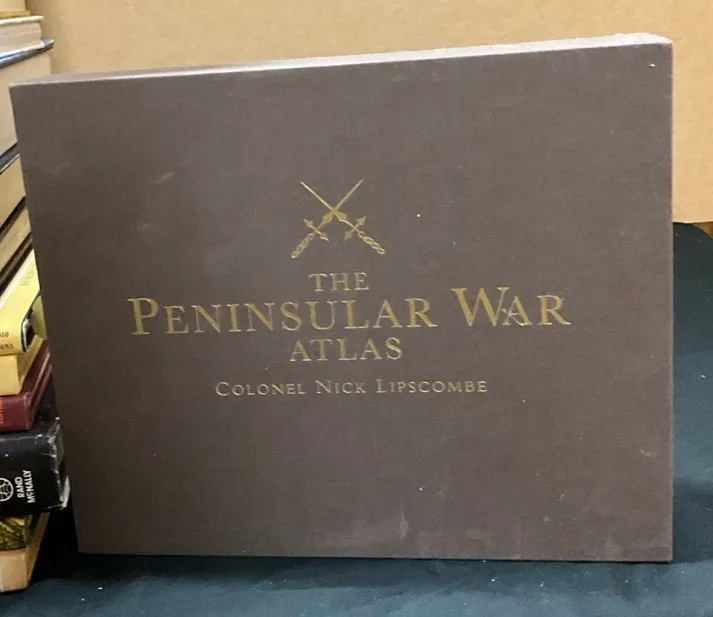 THE
PENINSULAR WAR
ATLAS
COLONEL NICK LIPSCOMBE
RAND
MCNALLY